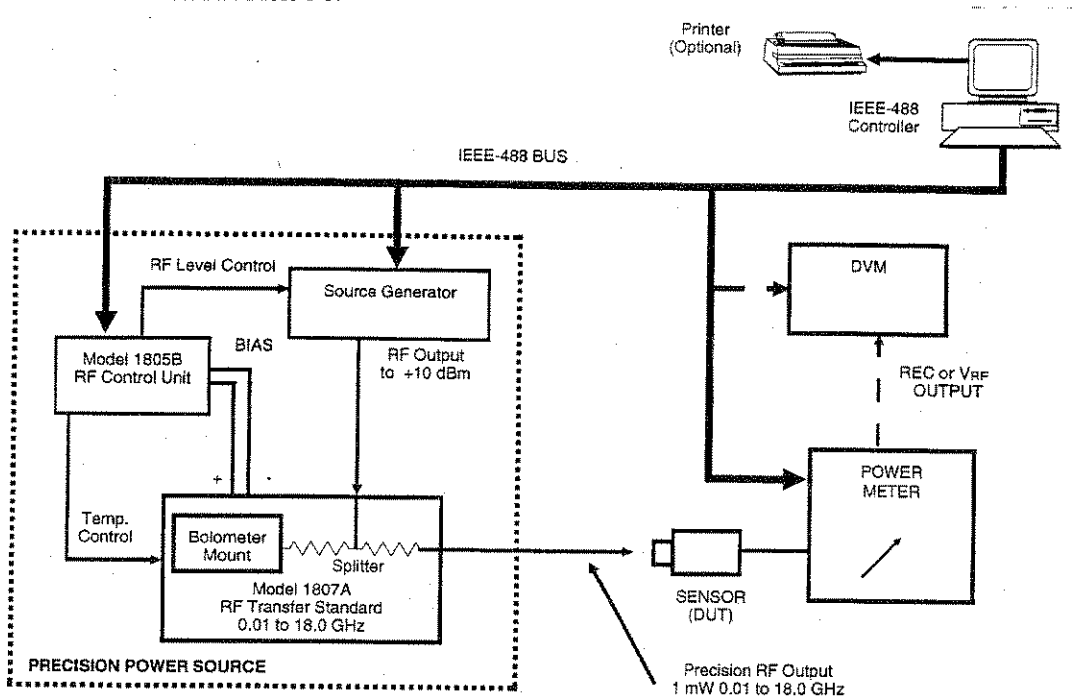 Printer
(Optional)
IEEE-488
Controller
IEEE-488 BUS
RF Level Control
Source Generator
DVM
Model 1805B
RF Control Unit
BIAS
RF Output
to +10 dBm
REC or VRF
OUTPUT
+ -
POWER
METER
Temp.
Control
Bolometer
Mount
Splitter
Model 1807A
RF Transfer Standard
0.01 to 18.0 GHz
SENSOR
(DUT)
PRECISION POWER SOURCE
Precision RF Output
1 mW 0.01 to 18.0 GHz